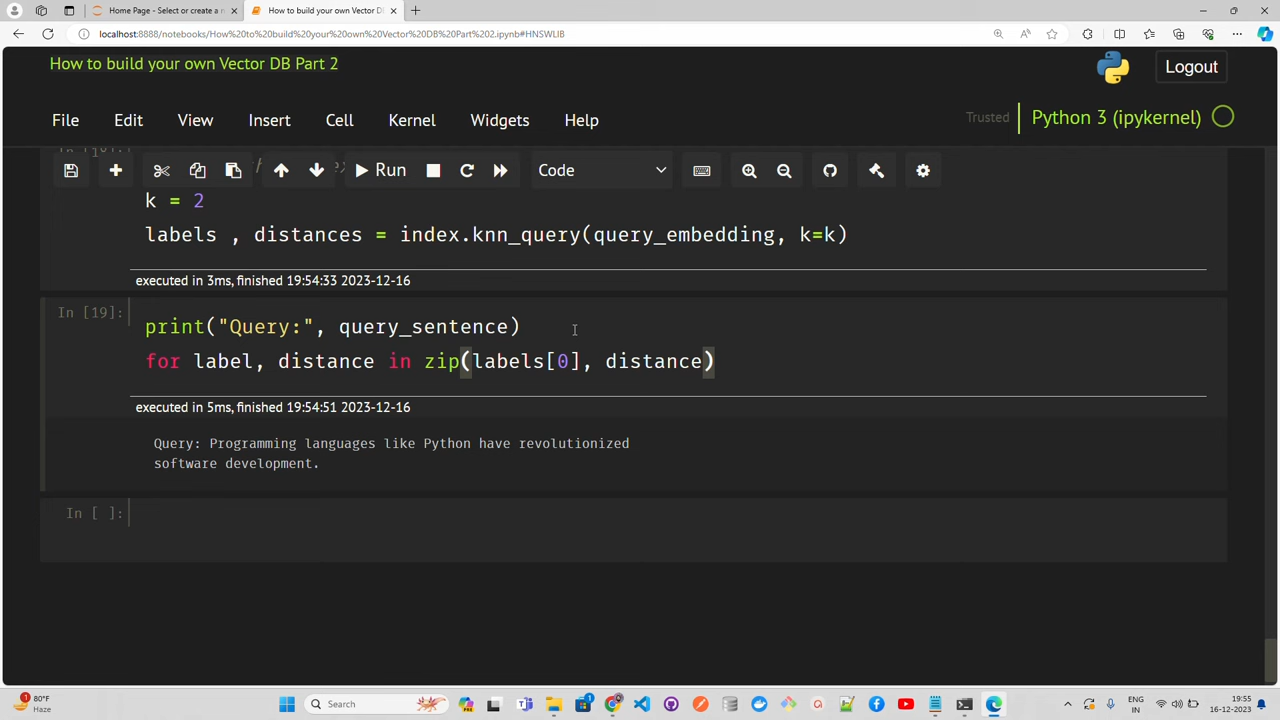 Home Page - Select or create a n
How to build your own Vector D
localhost:8888/notebooks/How%20to%20build%20your%20own%20Vector%20DB%20Part%202.ipynb#HNSWLIB
How to build your own Vector DB Part 2
Logout
File Edit View Insert Cell Kernel Widgets Help
Trusted Python 3 (ipykernel)
Run Code
k = 2
labels , distances = index.knn_query(query_embedding, k=k)
executed in 3ms, finished 19:54:33 2023-12-16
In [19]:
print("Query:", query_sentence)
for label, distance in zip(labels[0], distance)
executed in 5ms, finished 19:54:51 2023-12-16
Query: Programming languages like Python have revolutionized
software development.
In [ ]:
80°F
Haze
Search
ENG
IN
19:55
16-12-2023